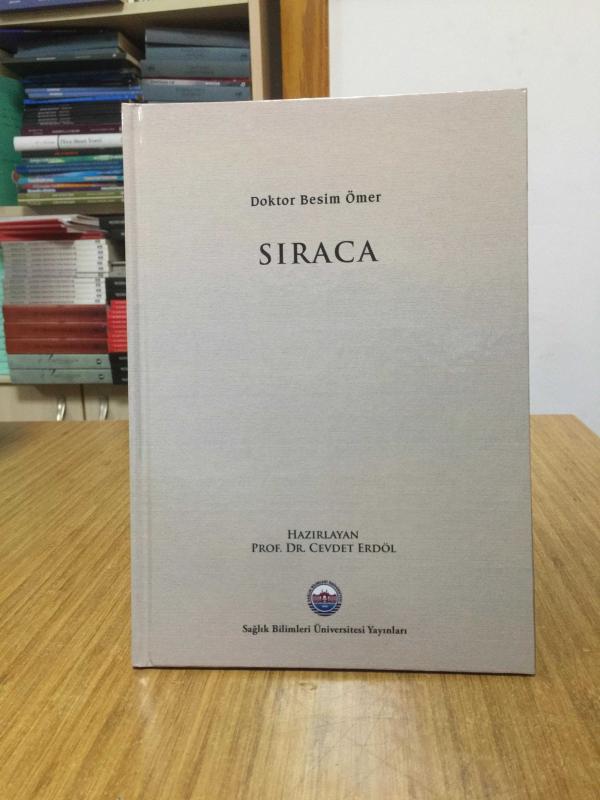 Doktor Besim Ömer
SIRACA
HAZIRLAYAN
PROF. DR. CEVDET ERDÖL
Sağlık Bilimleri Üniversitesi Yayınları